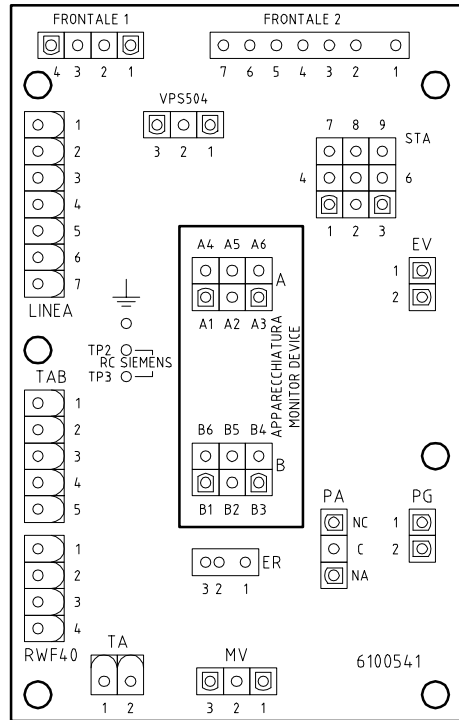 FRONTALE 1
FRONTALE 2
4 3 2 1
7 6 5 4 3 2 1
VPS504
3 2 1
1
2
3
4
5
6
7
LINEA
7 8 9
STA
4 6
1 2 3
EV
1
2
A4 A5 A6
A
A1 A2 A3
APPARECCHIATURA
MONITOR DEVICE
TP2
RC SIEMENS
TP3
TAB
1
2
3
4
5
B6 B5 B4
B
B1 B2 B3
PA
NC
C
NA
PG
1
2
ER
3 2 1
1
2
3
4
RWF40
TA
1 2
MV
3 2 1
6100541